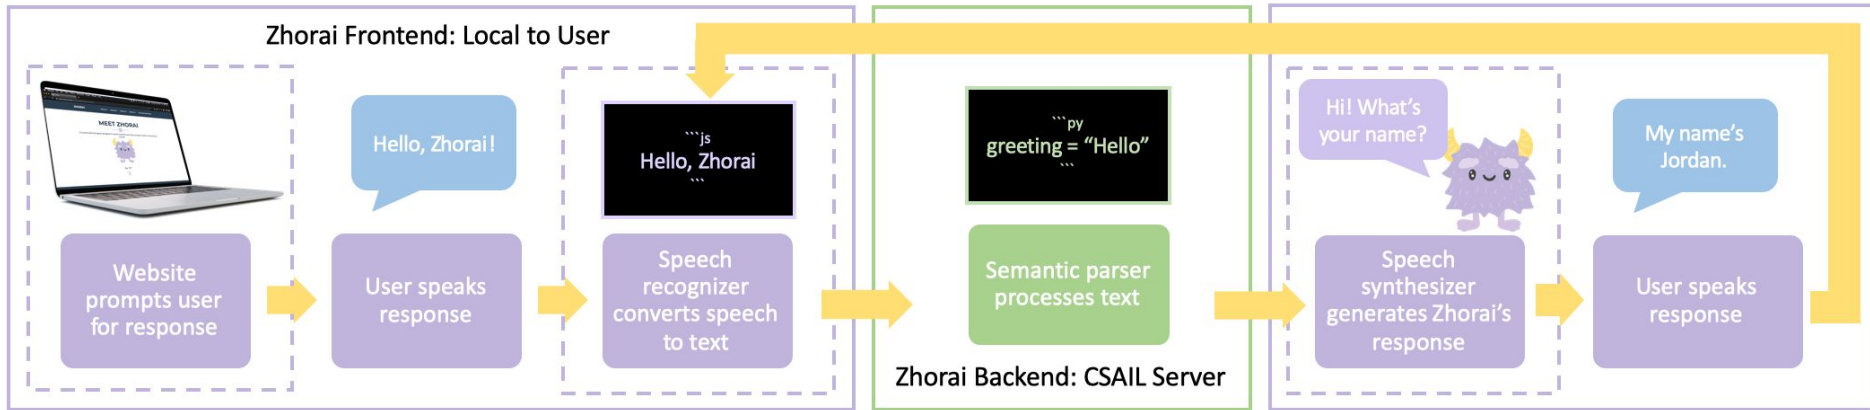 Zhorai Frontend: Local to User
MEET ZHORAI
Website
prompts user
for response
Hello, Zhorai!
User speaks
response
```js
Hello, Zhorai
```
Speech
recognizer
converts speech
to text
```py
greeting = “Hello”
```
Semantic parser
processes text
Zhorai Backend: CSAIL Server
Hi! What’s
your name?
Speech
synthesizer
generates Zhorai’s
response
My name’s
Jordan.
User speaks
response